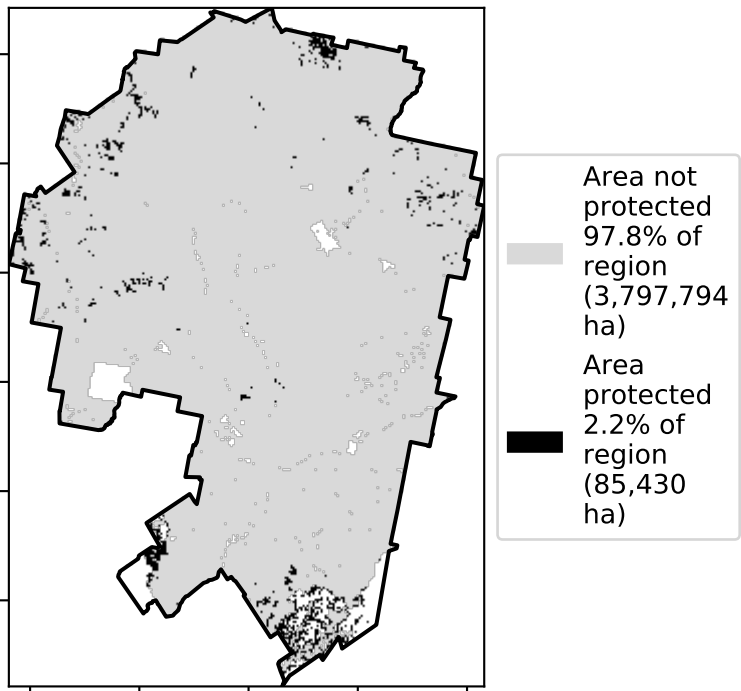 Area not
protected
97.8% of
region
(3,797,794
ha)
Area
protected
2.2% of
region
(85,430
ha)